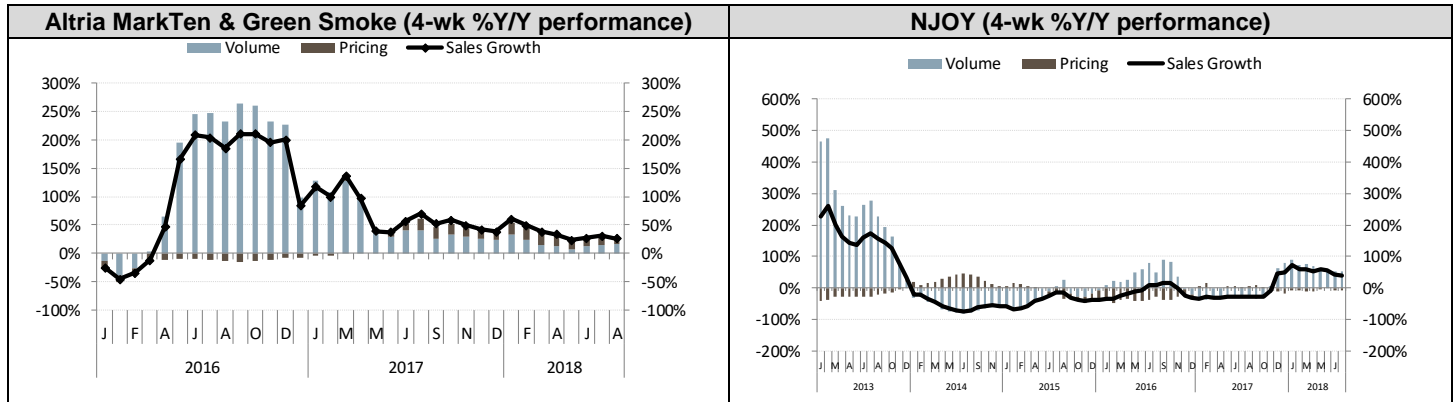 Altria MarkTen & Green Smoke (4-wk %Y/Y performance)
Volume Pricing Sales Growth
300% 300%
250% 250%
200% 200%
150% 150%
100% 100%
50% 50%
0% 0%
-50% -50%
-100% -100%
J F A J A O D J M M J S N D J A J A
2016 2017 2018
NJOY (4-wk %Y/Y performance)
Volume Pricing Sales Growth
600% 600%
500% 500%
400% 400%
300% 300%
200% 200%
100% 100%
0% 0%
-100% -100%
-200% -200%
2013 2014 2015 2016 2017 2018